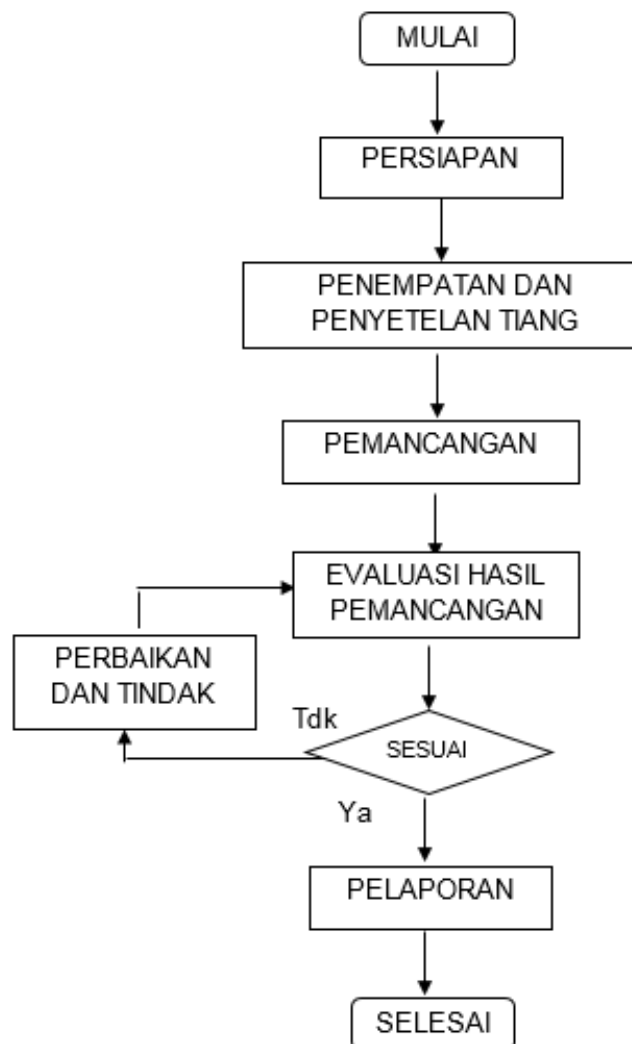 MULAI
PERSIAPAN
PENEMPATAN DAN
PENYETELAN TIANG
PEMANCANGAN
EVALUASI HASIL
PEMANCANGAN
PERBAIKAN
DAN TINDAK
Tdk
SESUAI
Ya
PELAPORAN
SELESAI